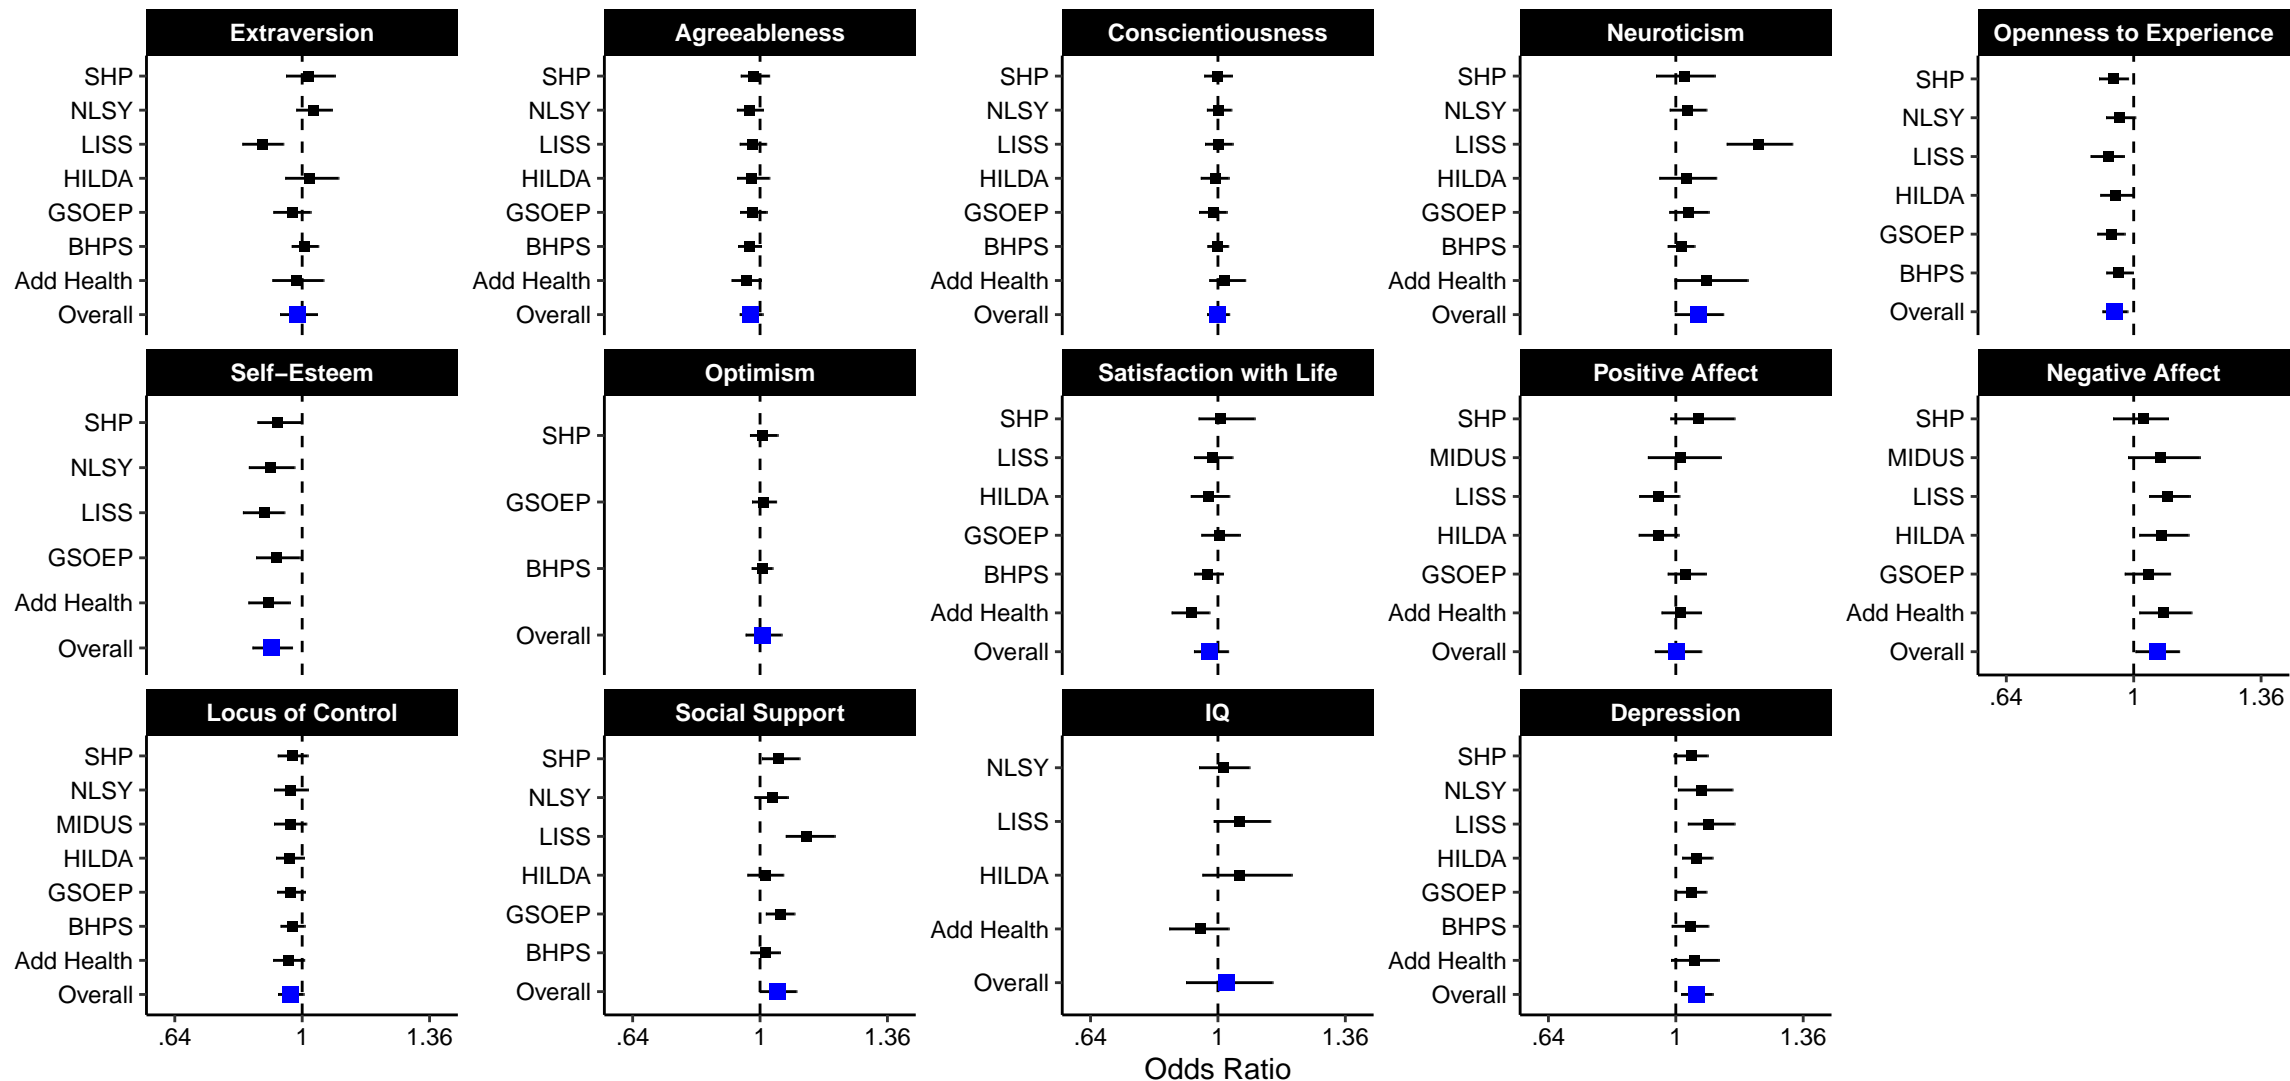 Extraversion
SHP
NLSY
LISS
HILDA
GSOEP
BHPS
Add Health
Overall
Agreeableness
SHP
NLSY
LISS
HILDA
GSOEP
BHPS
Add Health
Overall
Conscientiousness
SHP
NLSY
LISS
HILDA
GSOEP
BHPS
Add Health
Overall
Neuroticism
SHP
NLSY
LISS
HILDA
GSOEP
BHPS
Add Health
Overall
Openness to Experience
SHP
NLSY
LISS
HILDA
GSOEP
BHPS
Overall
Self−Esteem
SHP
NLSY
LISS
GSOEP
Add Health
Overall
Optimism
SHP
GSOEP
BHPS
Overall
Satisfaction with Life
SHP
LISS
HILDA
GSOEP
BHPS
Add Health
Overall
Positive Affect
SHP
MIDUS
LISS
HILDA
GSOEP
Add Health
Overall
Negative Affect
SHP
MIDUS
LISS
HILDA
GSOEP
Add Health
Overall
.64 1 1.36
Locus of Control
SHP
NLSY
MIDUS
HILDA
GSOEP
BHPS
Add Health
Overall
.64 1 1.36
Social Support
SHP
NLSY
LISS
HILDA
GSOEP
BHPS
Overall
.64 1 1.36
IQ
NLSY
LISS
HILDA
Add Health
Overall
.64 1 1.36
Depression
SHP
NLSY
LISS
HILDA
GSOEP
BHPS
Add Health
Overall
.64 1 1.36
Odds Ratio